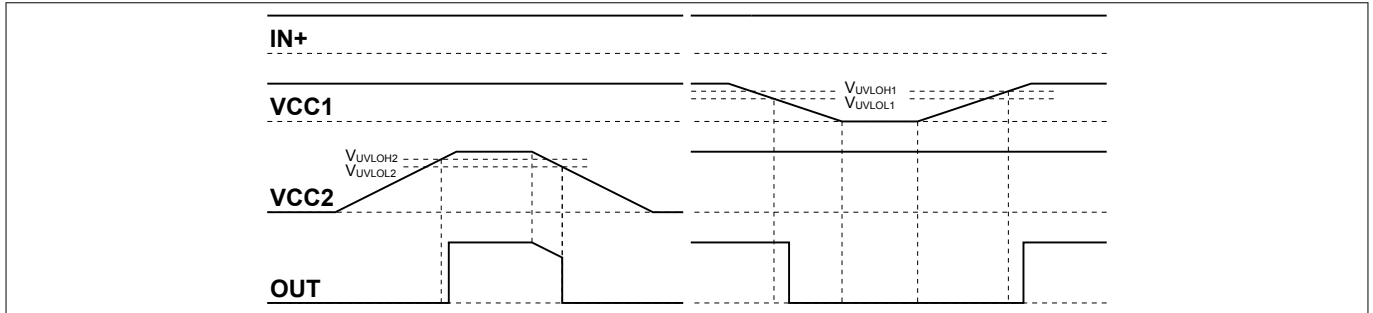 IN+
VCC1
VUVLOH1
VUVLOL1
VUVLOH2
VUVLOL2
VCC2
OUT